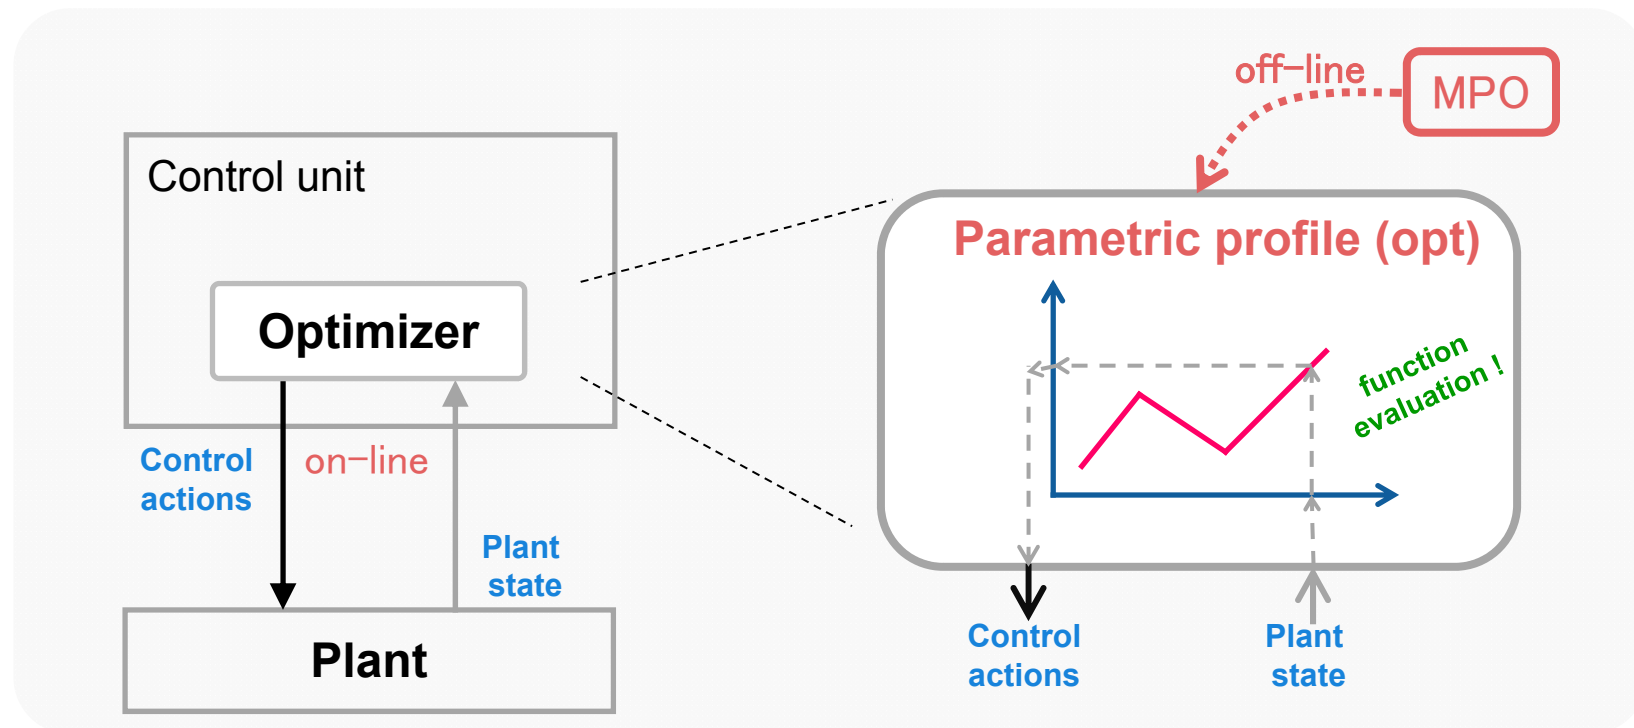 Control unit
Optimizer
Control
actions
on-line
Plant
state
Plant
off-line
MPO
Parametric profile (opt)
function
evaluation !
Control
actions
Plant
state